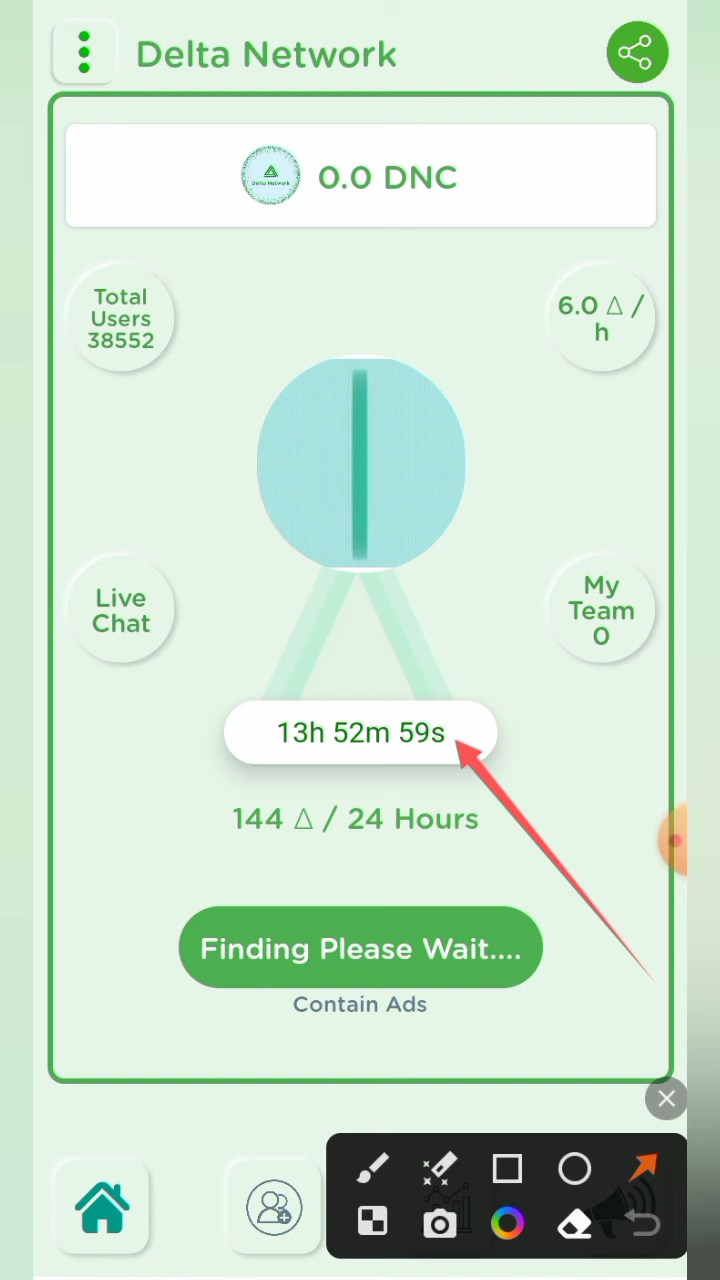 Delta Network
Delta Network
0.0 DNC
Total
Users
38552
6.0 Δ /
h
Live
Chat
My
Team
0
13h 52m 59s
144 Δ / 24 Hours
Finding Please Wait....
Contain Ads